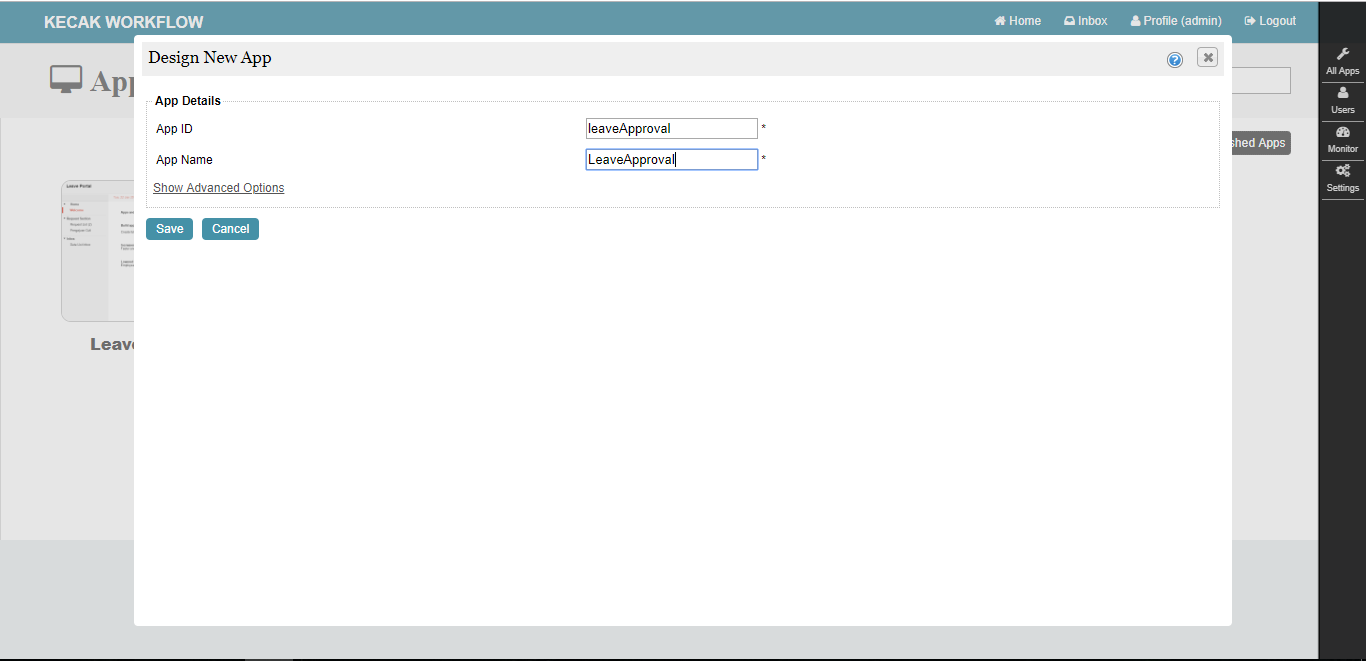 KECAK WORKFLOW
Home Inbox Profile (admin) Logout
Design New App
App
All Apps
App Details
App ID leaveApproval *
Users
shed Apps
Monitor
App Name LeaveApproval *
Show Advanced Options
Settings
Leave Portal
Save Cancel
Leave